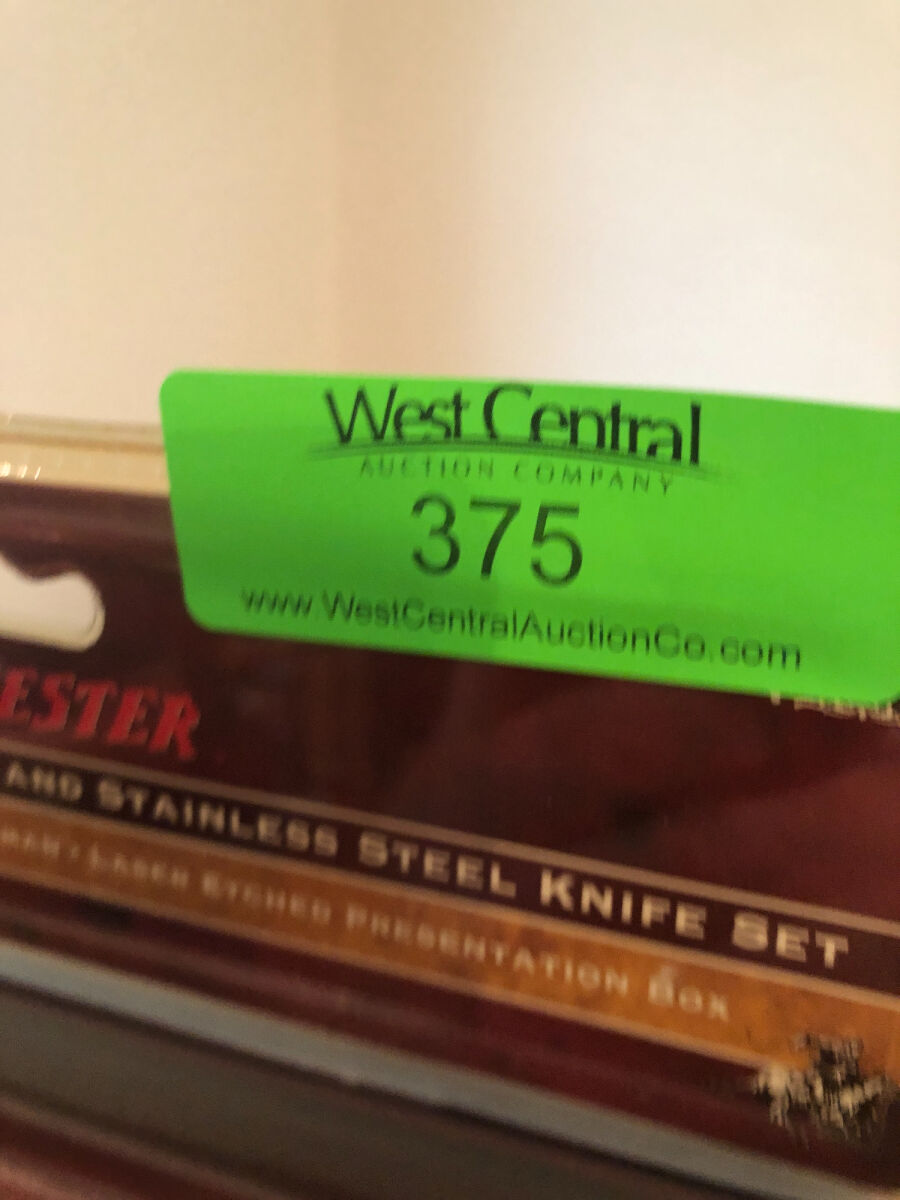 West Central
AUCTION COMPANY
375
www.WestCentralAuctionCo.com
ESTER
AND STAINLESS STEEL KNIFE SET
LASER ETCHED PRESENTATION BOX